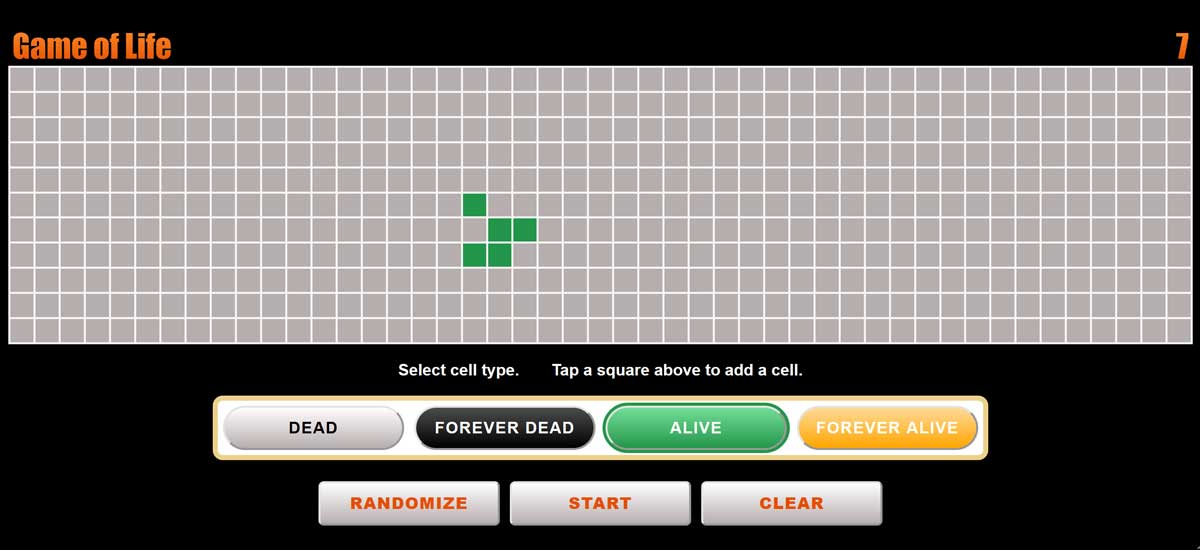 Game of Life 7
Select cell type. Tap a square above to add a cell.
DEAD FOREVER DEAD ALIVE FOREVER ALIVE
RANDOMIZE START CLEAR